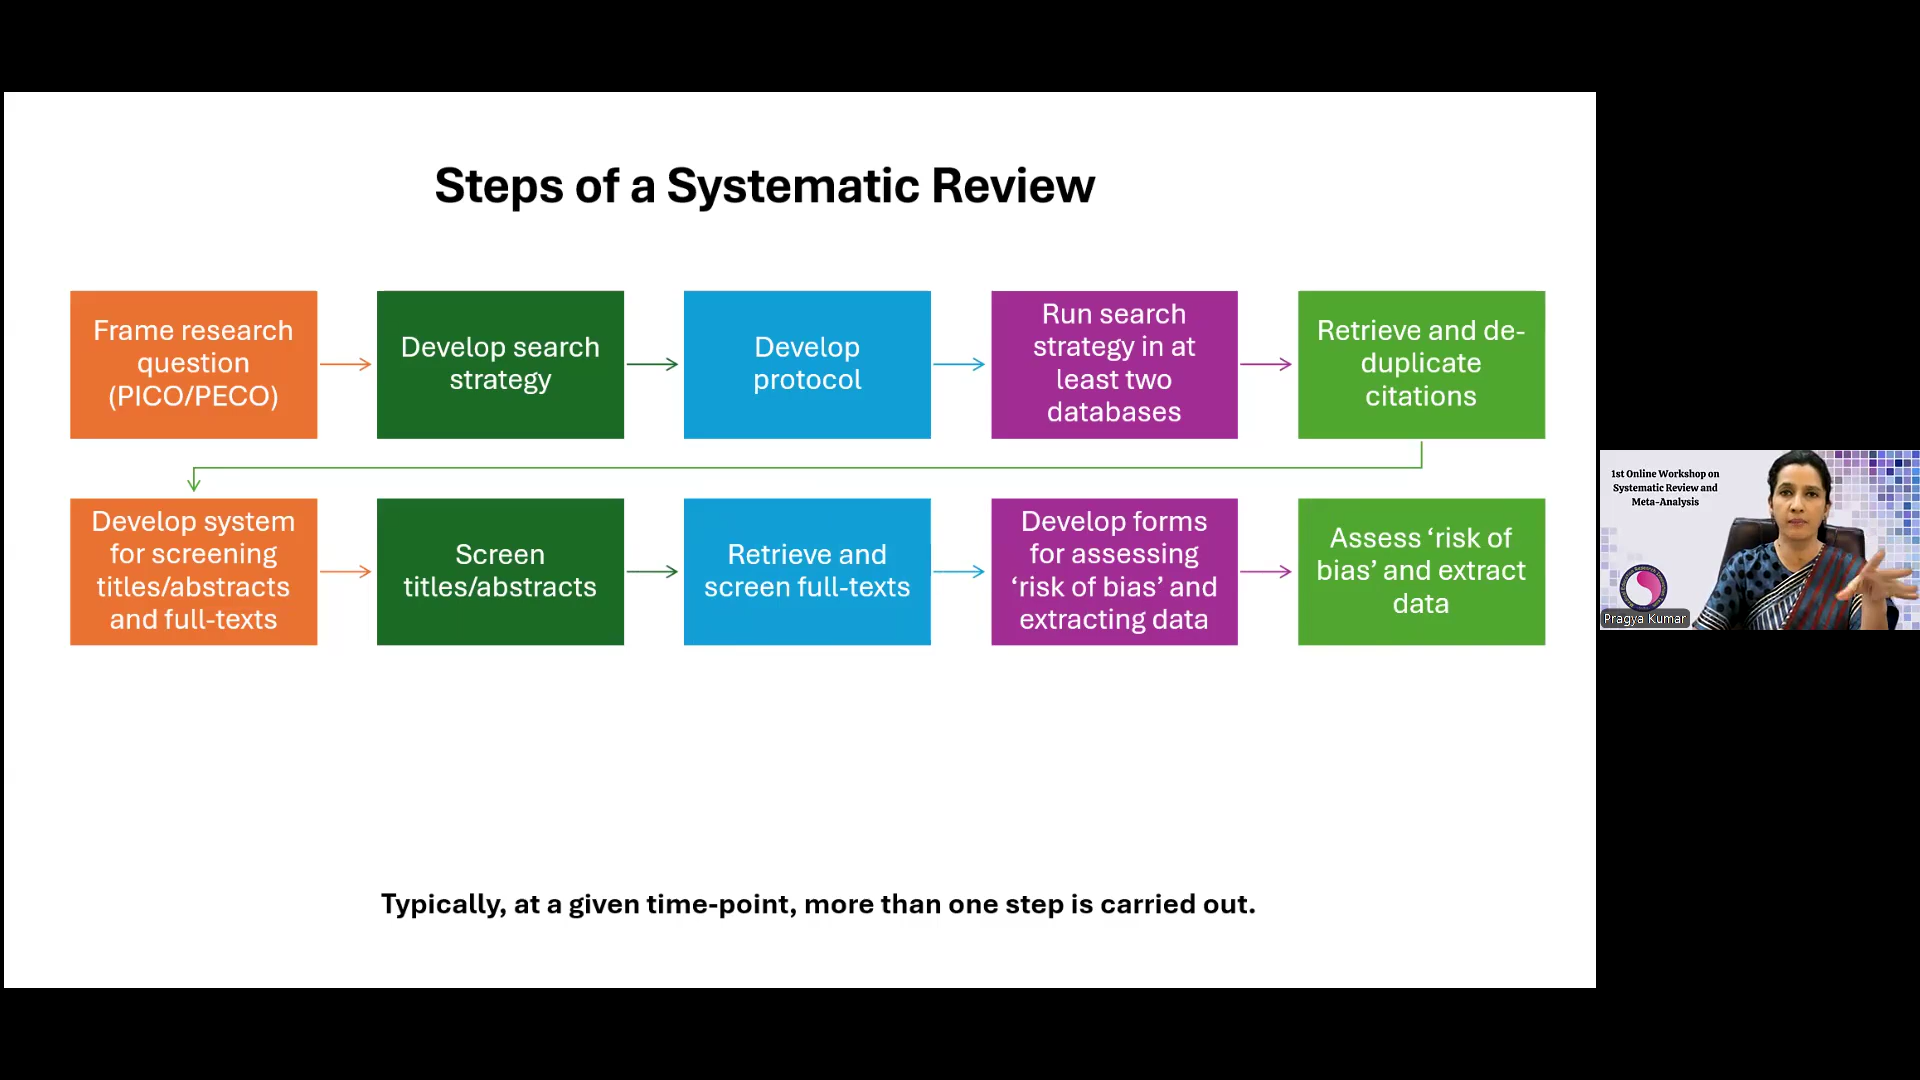 Steps of a Systematic Review
Frame research
question
(PICO/PECO)
Develop search
strategy
Develop
protocol
Run search
strategy in at
least two
databases
Retrieve and de-
duplicate
citations
Develop system
for screening
titles/abstracts
and full-texts
Screen
titles/abstracts
Retrieve and
screen full-texts
Develop forms
for assessing
‘risk of bias’ and
extracting data
Assess ‘risk of
bias’ and extract
data
Typically, at a given time-point, more than one step is carried out.
1st Online Workshop on
Systematic Review and
Meta-Analysis
Pragya Kumar